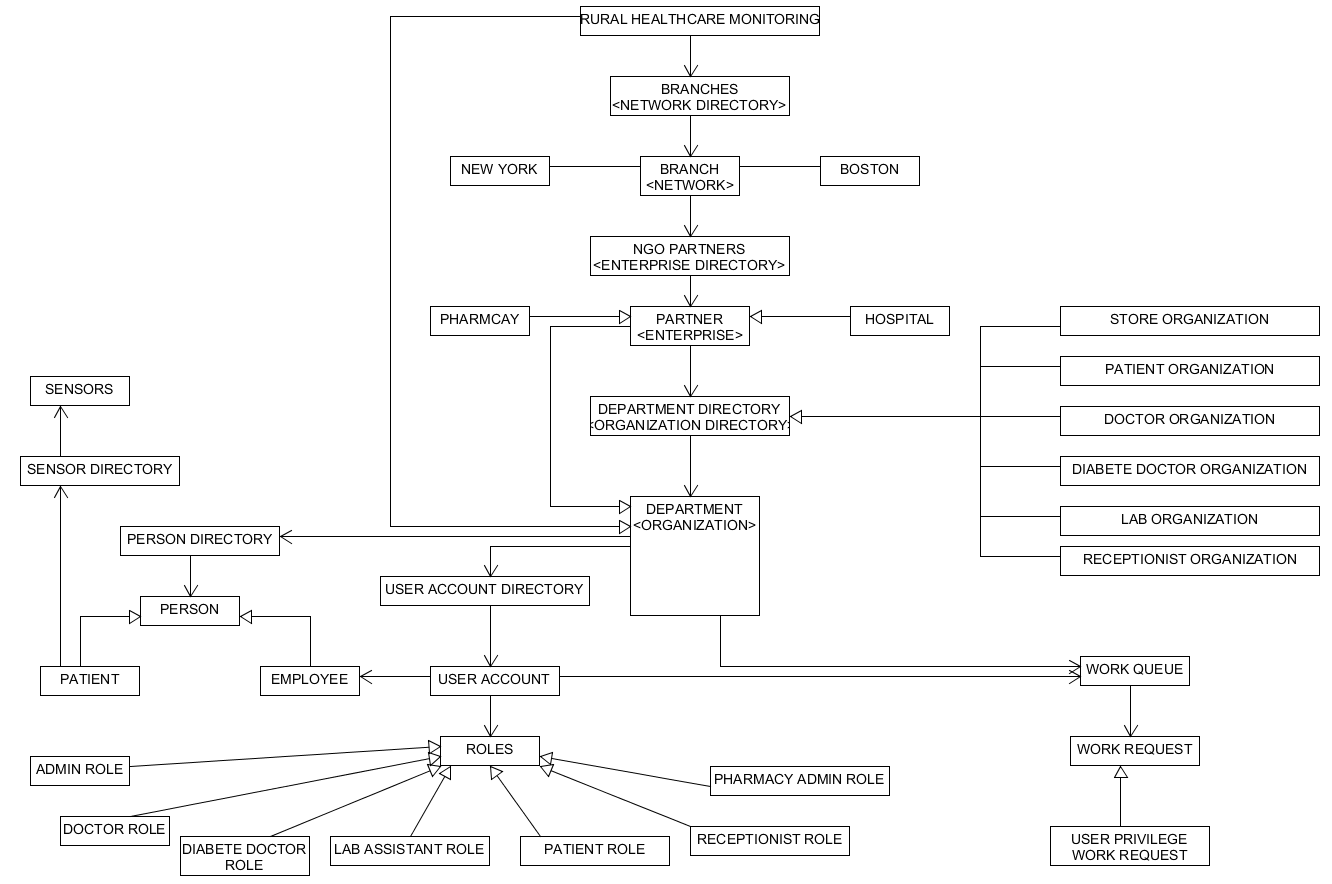 RURAL HEALTHCARE MONITORING
BRANCHES
<NETWORK DIRECTORY>
NEW YORK
BRANCH
<NETWORK>
BOSTON
NGO PARTNERS
<ENTERPRISE DIRECTORY>
PHARMCAY
PARTNER
<ENTERPRISE>
HOSPITAL
STORE ORGANIZATION
PATIENT ORGANIZATION
SENSORS
DEPARTMENT DIRECTORY
<ORGANIZATION DIRECTORY>
DOCTOR ORGANIZATION
SENSOR DIRECTORY
DIABETE DOCTOR ORGANIZATION
DEPARTMENT
<ORGANIZATION>
LAB ORGANIZATION
PERSON DIRECTORY
RECEPTIONIST ORGANIZATION
USER ACCOUNT DIRECTORY
PERSON
PATIENT
EMPLOYEE
USER ACCOUNT
WORK QUEUE
ROLES
WORK REQUEST
ADMIN ROLE
PHARMACY ADMIN ROLE
DOCTOR ROLE
DIABETE DOCTOR
ROLE
LAB ASSISTANT ROLE
PATIENT ROLE
RECEPTIONIST ROLE
USER PRIVILEGE
WORK REQUEST